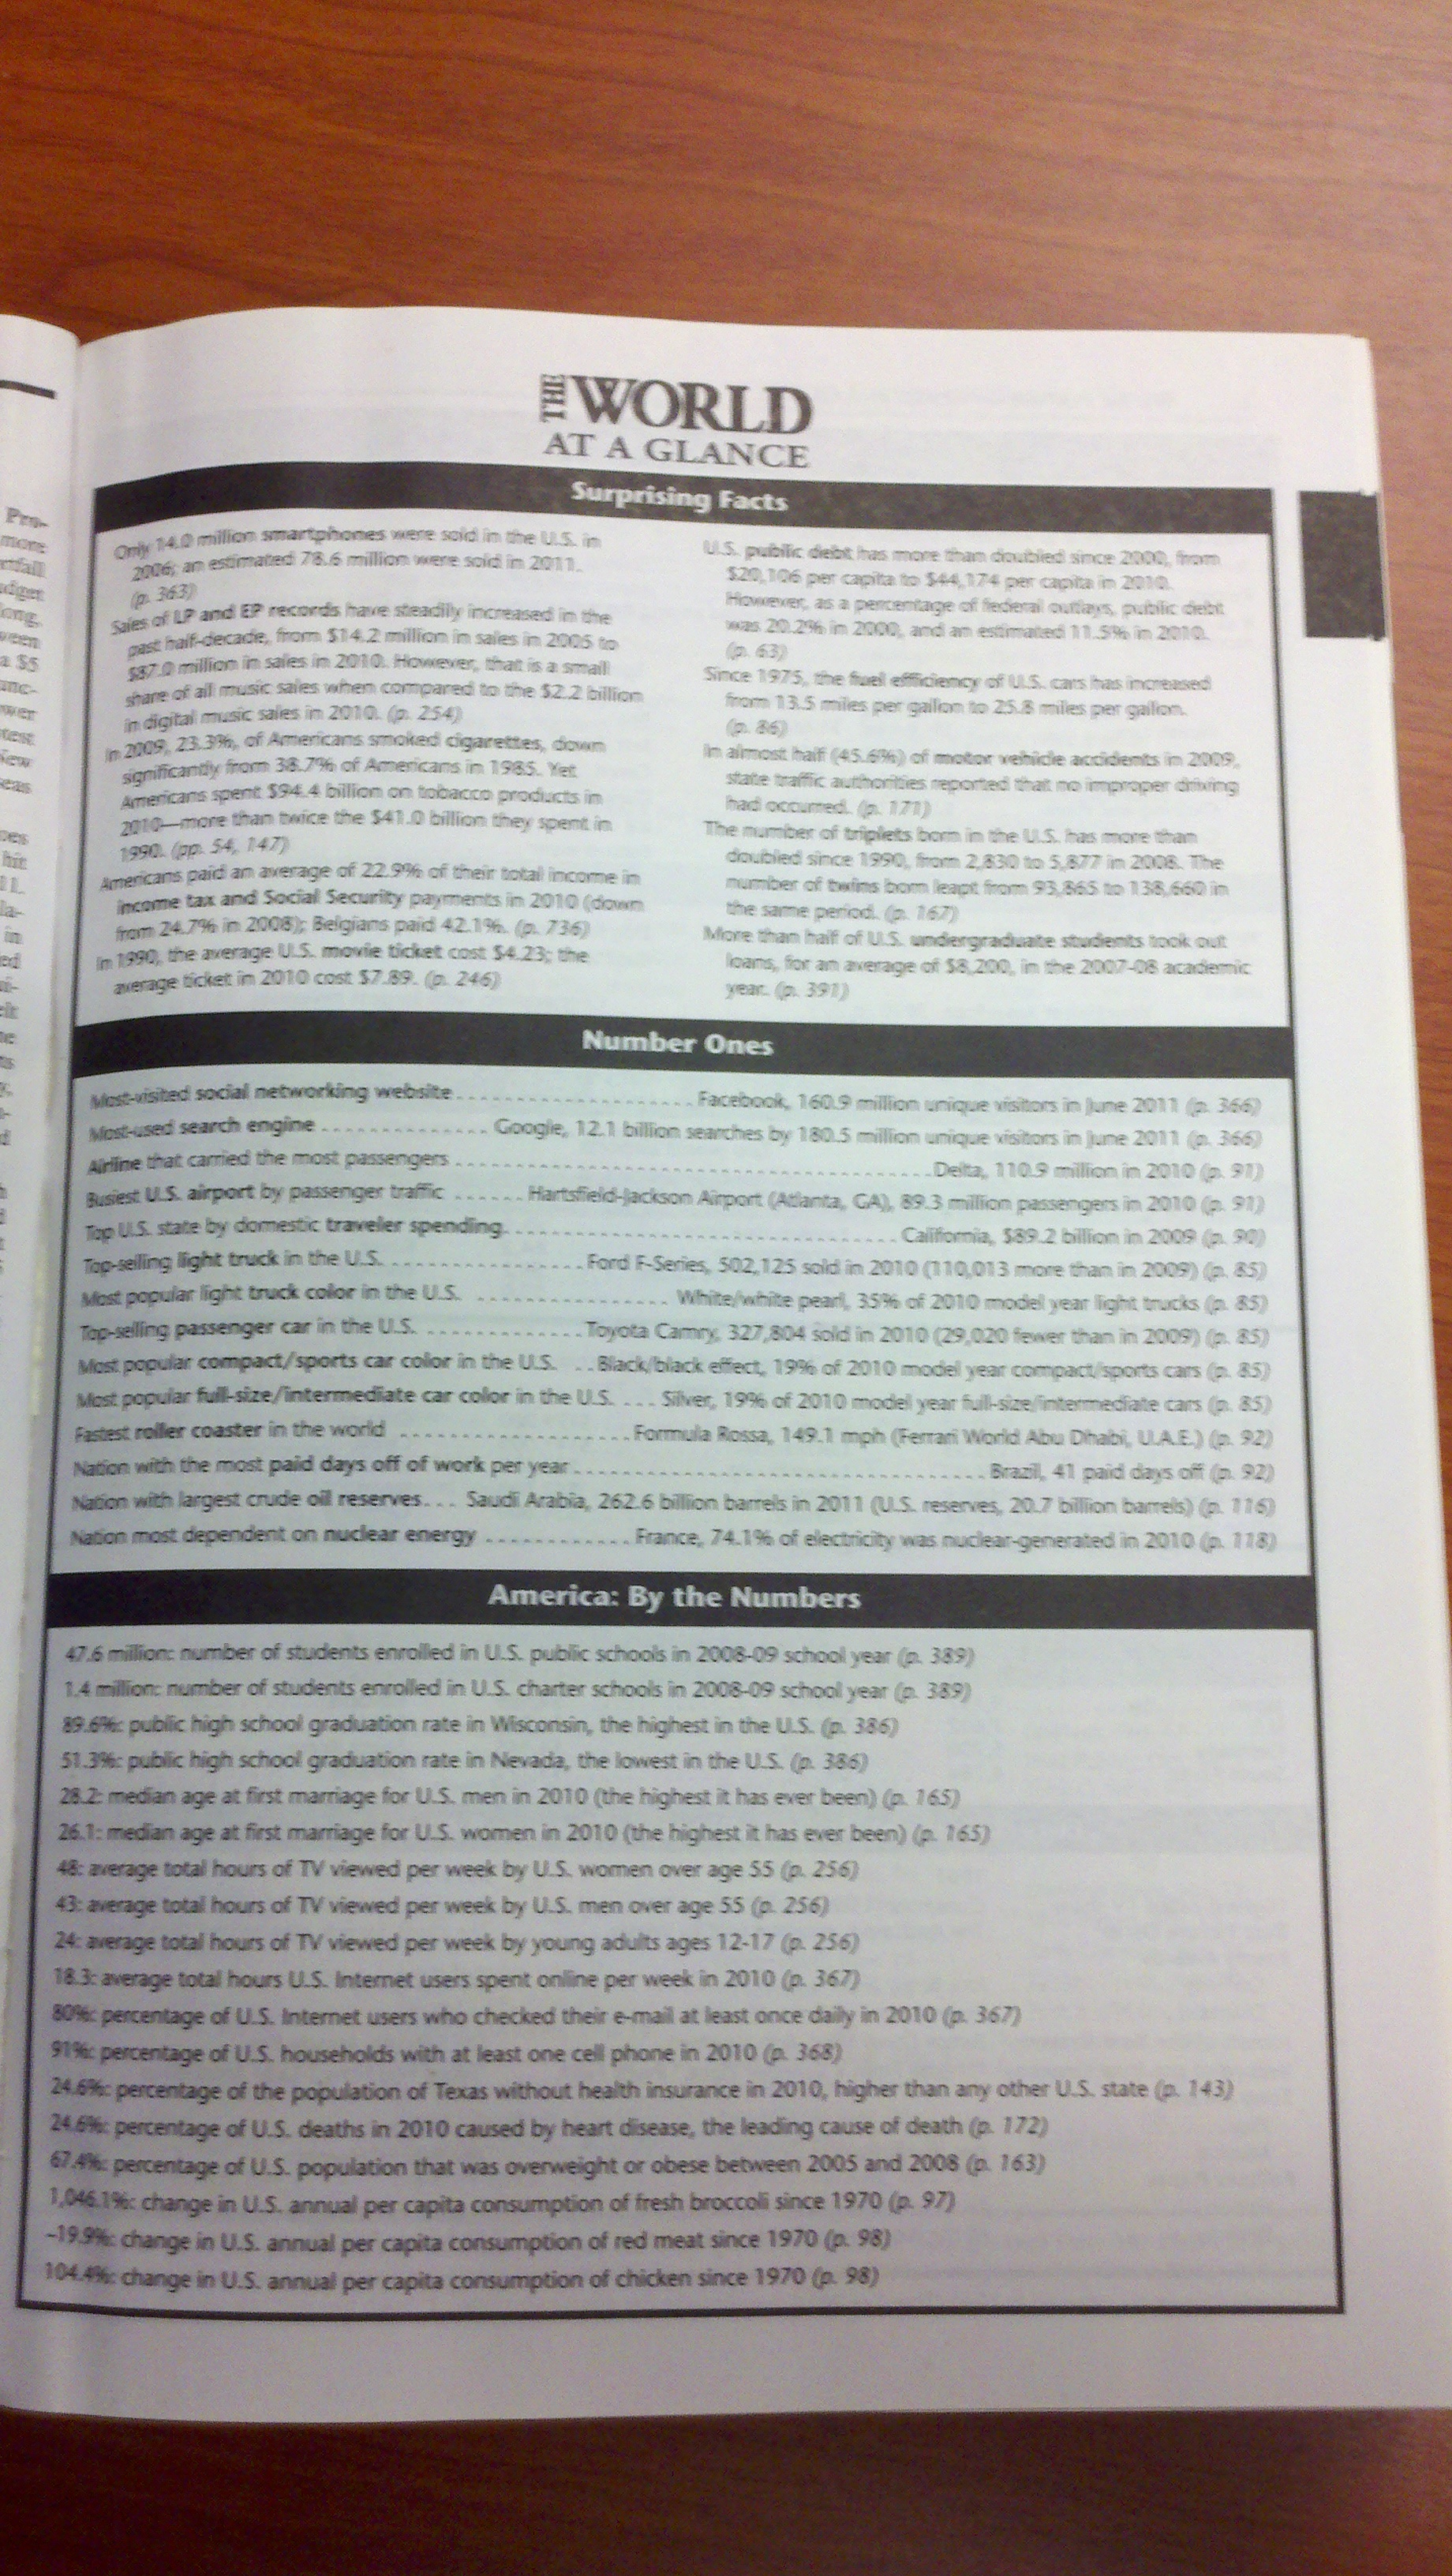 THE WORLD
AT A GLANCE
Surprising Facts
Only 14.0 million smartphones were sold in the U.S. in
2006; an estimated 78.6 million were sold in 2011.
(p. 363)
Sales of LP and EP records have steadily increased in the
past half-decade, from $14.2 million in sales in 2005 to
$87.0 million in sales in 2010. However, that is a small
share of all music sales when compared to the $2.2 billion
in digital music sales in 2010. (p. 254)
In 2009, 23.3%, of Americans smoked cigarettes, down
significantly from 38.7% of Americans in 1985. Yet
Americans spent $94.4 billion on tobacco products in
2010—more than twice the $41.0 billion they spent in
1990. (pp. 54, 147)
Americans paid an average of 22.9% of their total income in
income tax and Social Security payments in 2010 (down
from 24.7% in 2008); Belgians paid 42.1%. (p. 736)
In 1990, the average U.S. movie ticket cost $4.23; the
average ticket in 2010 cost $7.89. (p. 246)
U.S. public debt has more than doubled since 2000, from
$20,106 per capita to $44,174 per capita in 2010.
However, as a percentage of federal outlays, public debt
was 20.2% in 2000, and an estimated 11.5% in 2010.
(p. 63)
Since 1975, the fuel efficiency of U.S. cars has increased
from 13.5 miles per gallon to 25.8 miles per gallon.
(p. 86)
In almost half (45.6%) of motor vehicle accidents in 2009,
state traffic authorities reported that no improper driving
had occurred. (p. 171)
The number of triplets born in the U.S. has more than
doubled since 1990, from 2,830 to 5,877 in 2008. The
number of twins born leapt from 93,865 to 138,660 in
the same period. (p. 167)
More than half of U.S. undergraduate students took out
loans, for an average of $8,200, in the 2007-08 academic
year. (p. 391)
Number Ones
Most-visited social networking website . . . . . . . . . . . . . . . . . . . . Facebook, 160.9 million unique visitors in June 2011 (p. 366)
Most-used search engine . . . . . . . . . . . . . Google, 12.1 billion searches by 180.5 million unique visitors in June 2011 (p. 366)
Airline that carried the most passengers . . . . . . . . . . . . . . . . . . . . Delta, 110.9 million in 2010 (p. 91)
Busiest U.S. airport by passenger traffic . . . . . . Hartsfield-Jackson Airport (Atlanta, GA), 89.3 million passengers in 2010 (p. 91)
Top U.S. state by domestic traveler spending. . . . . . . . . . . . . . . . . . . . California, $89.2 billion in 2009 (p. 90)
Top-selling light truck in the U.S. . . . . . . . . . . . . . . . . Ford F-Series, 502,125 sold in 2010 (110,013 more than in 2009) (p. 85)
Most popular light truck color in the U.S. . . . . . . . . . . . . . . . . White/white pearl, 35% of 2010 model year light trucks (p. 85)
Top-selling passenger car in the U.S. . . . . . . . . . . . . Toyota Camry, 327,804 sold in 2010 (29,020 fewer than in 2009) (p. 85)
Most popular compact/sports car color in the U.S. . . Black/black effect, 19% of 2010 model year compact/sports cars (p. 85)
Most popular full-size/intermediate car color in the U.S. . . . Silver, 19% of 2010 model year full-size/intermediate cars (p. 85)
Fastest roller coaster in the world . . . . . . . . . . . . . . . . . . . Formula Rossa, 149.1 mph (Ferrari World Abu Dhabi, U.A.E.) (p. 92)
Nation with the most paid days off of work per year. . . . . . . . . . . . . . . . . . . . Brazil, 41 paid days off (p. 92)
Nation with largest crude oil reserves. . . Saudi Arabia, 262.6 billion barrels in 2011 (U.S. reserves, 20.7 billion barrels) (p. 116)
Nation most dependent on nuclear energy . . . . . . . . . . . . France, 74.1% of electricity was nuclear-generated in 2010 (p. 118)
America: By the Numbers
47.6 million: number of students enrolled in U.S. public schools in 2008-09 school year (p. 389)
1.4 million: number of students enrolled in U.S. charter schools in 2008-09 school year (p. 389)
89.6%: public high school graduation rate in Wisconsin, the highest in the U.S. (p. 386)
51.3%: public high school graduation rate in Nevada, the lowest in the U.S. (p. 386)
28.2: median age at first marriage for U.S. men in 2010 (the highest it has ever been) (p. 165)
26.1: median age at first marriage for U.S. women in 2010 (the highest it has ever been) (p. 165)
48: average total hours of TV viewed per week by U.S. women over age 55 (p. 256)
43: average total hours of TV viewed per week by U.S. men over age 55 (p. 256)
24: average total hours of TV viewed per week by young adults ages 12-17 (p. 256)
18.3: average total hours U.S. Internet users spent online per week in 2010 (p. 367)
80%: percentage of U.S. Internet users who checked their e-mail at least once daily in 2010 (p. 367)
91%: percentage of U.S. households with at least one cell phone in 2010 (p. 368)
24.6%: percentage of the population of Texas without health insurance in 2010, higher than any other U.S. state (p. 143)
24.6%: percentage of U.S. deaths in 2010 caused by heart disease, the leading cause of death (p. 172)
67.4%: percentage of U.S. population that was overweight or obese between 2005 and 2008 (p. 163)
1,046.1%: change in U.S. annual per capita consumption of fresh broccoli since 1970 (p. 97)
–19.9%: change in U.S. annual per capita consumption of red meat since 1970 (p. 98)
104.4%: change in U.S. annual per capita consumption of chicken since 1970 (p. 98)